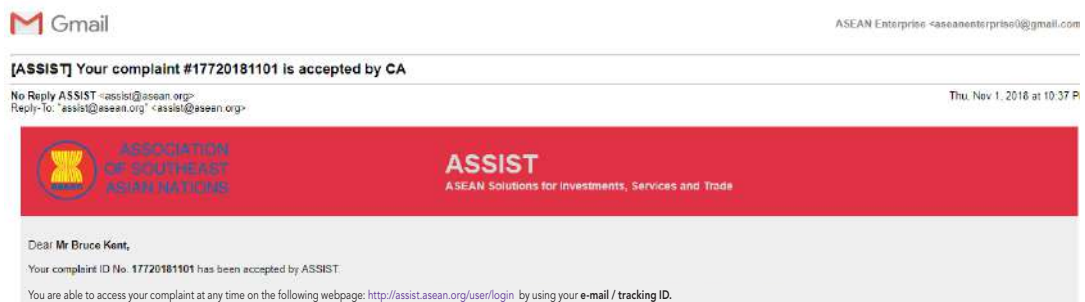 Gmail
ASEAN Enterprise <aseanenterprise0@gmail.com
[ASSIST] Your complaint #17720181101 is accepted by CA
No Reply ASSIST <assist@asean.org>
Thu, Nov 1, 2018 at 10:37 P
Reply-To: "assist@asean.org" <assist@asean.org>
ASSOCIATION
OF SOUTHEAST
ASIAN NATIONS
ASSIST
ASEAN Solutions for Investments, Services and Trade
Dear Mr Bruce Kent,
Your complaint ID No. 17720181101 has been accepted by ASSIST.
You are able to access your complaint at any time on the following webpage: http://assist.asean.org/user/login by using your e-mail / tracking ID.